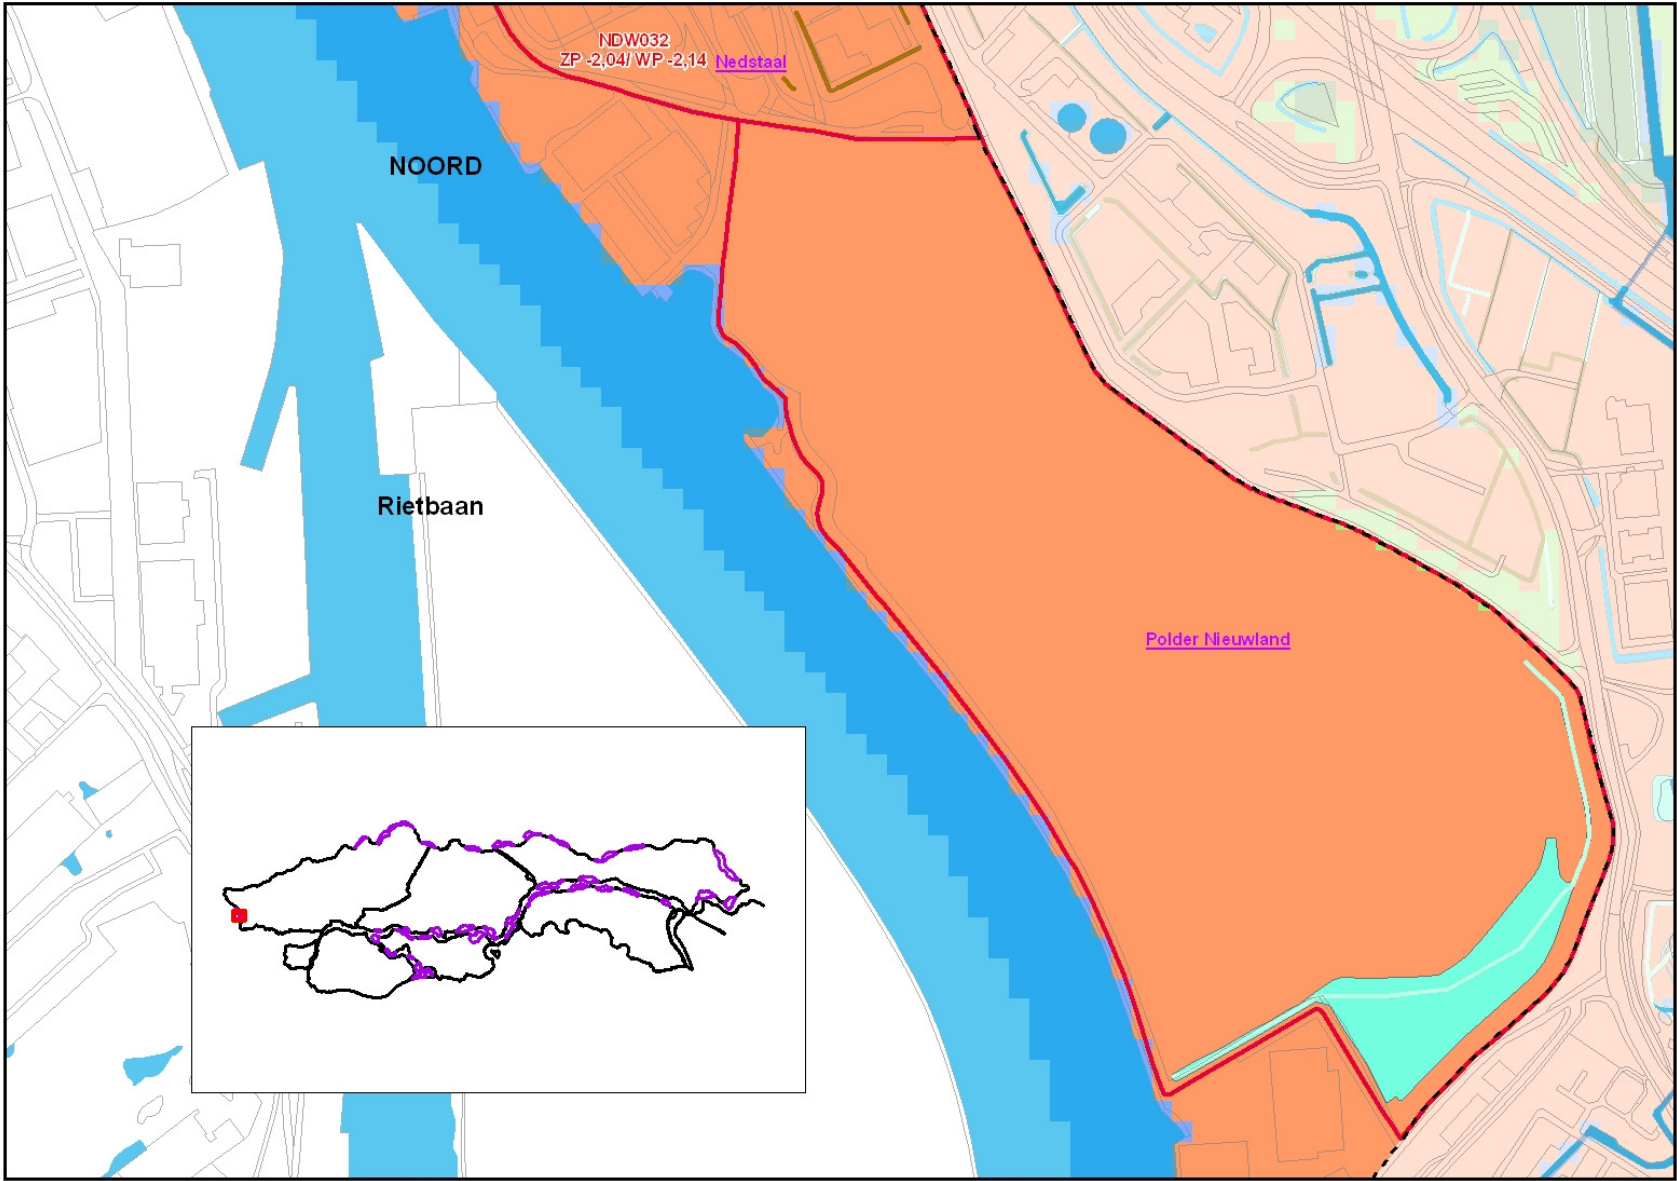 NDW032
ZP -2,04/ WP -2,14
Nedstaal
NOORD
Rietbaan
Polder Nieuwland